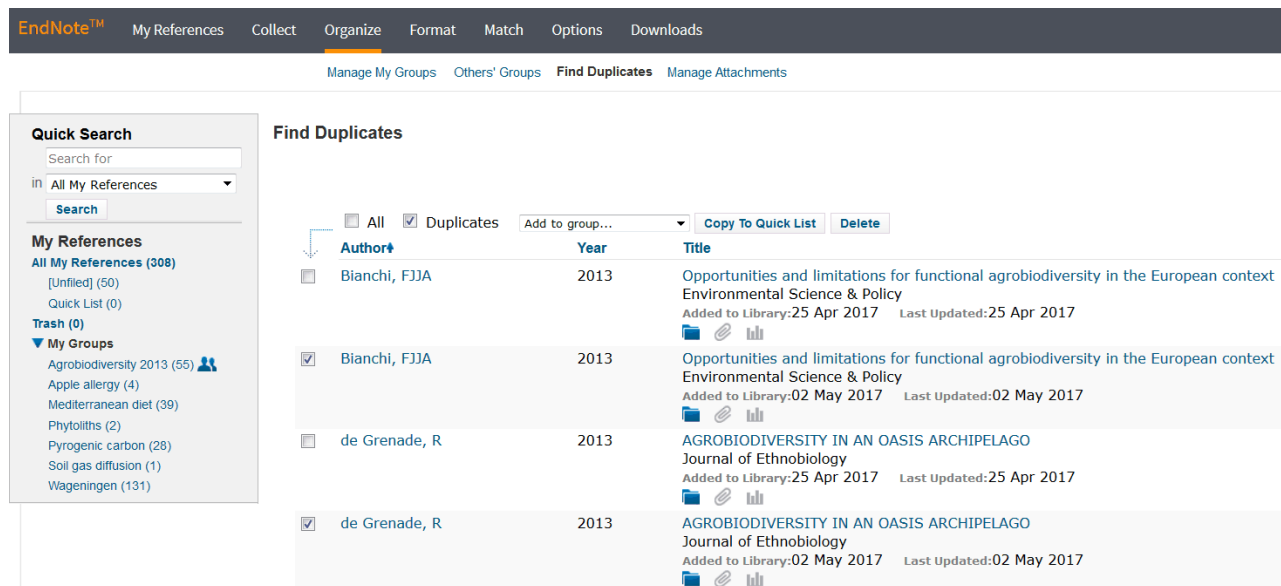 EndNote™ My References Collect Organize Format Match Options Downloads
Manage My Groups Others' Groups Find Duplicates Manage Attachments
Quick Search
Search for
in All My References
Search
My References
All My References (308)
[Unfiled] (50)
Quick List (0)
Trash (0)
My Groups
Agrobiodiversity 2013 (55)
Apple allergy (4)
Mediterranean diet (39)
Phytoliths (2)
Pyrogenic carbon (28)
Soil gas diffusion (1)
Wageningen (131)
Find Duplicates
All Duplicates Add to group... Copy To Quick List Delete
Author Year Title
Bianchi, FJJA 2013 Opportunities and limitations for functional agrobiodiversity in the European context
Environmental Science & Policy
Added to Library:25 Apr 2017 Last Updated:25 Apr 2017
Bianchi, FJJA 2013 Opportunities and limitations for functional agrobiodiversity in the European context
Environmental Science & Policy
Added to Library:02 May 2017 Last Updated:02 May 2017
de Grenade, R 2013 AGROBIODIVERSITY IN AN OASIS ARCHIPELAGO
Journal of Ethnobiology
Added to Library:25 Apr 2017 Last Updated:25 Apr 2017
de Grenade, R 2013 AGROBIODIVERSITY IN AN OASIS ARCHIPELAGO
Journal of Ethnobiology
Added to Library:02 May 2017 Last Updated:02 May 2017